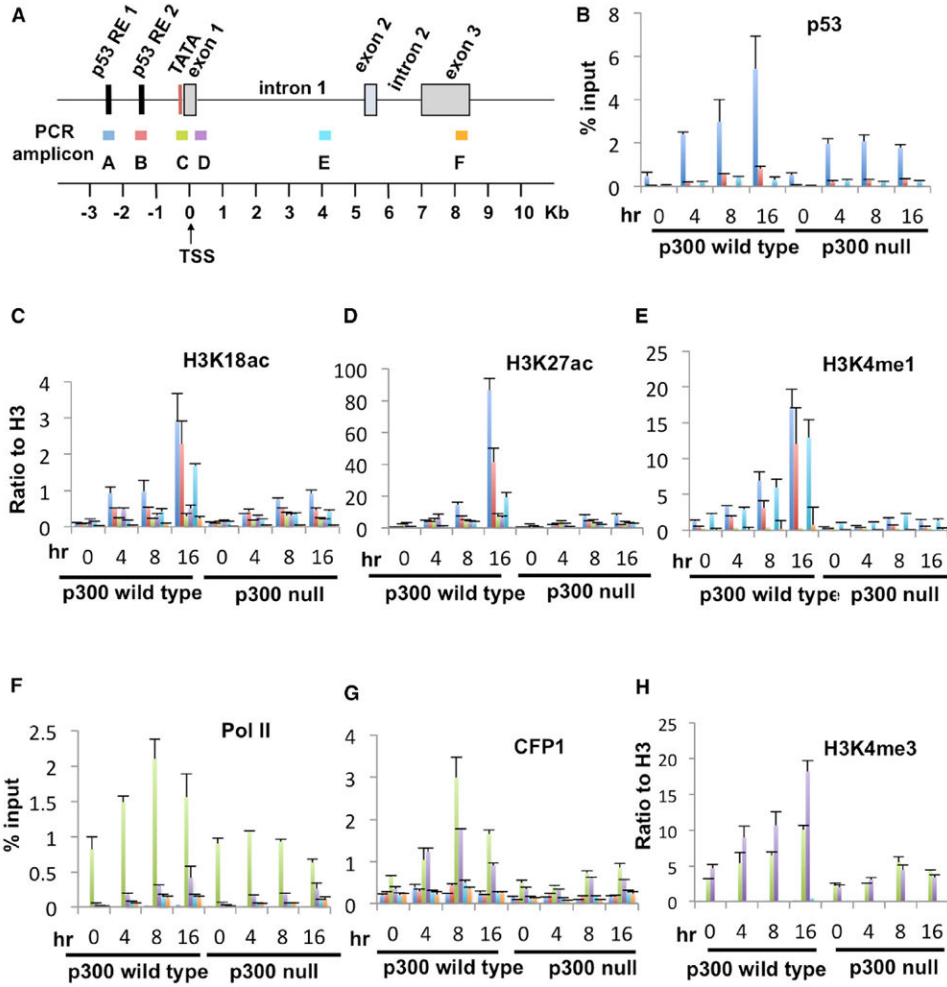 A
p53 RE 1
p53 RE 2
TATA
exon 1
intron 1
exon 2
intron 2
exon 3
PCR
amplicon
A B C D E F
-3 -2 -1 0 1 2 3 4 5 6 7 8 9 10 Kb
TSS
B
p53
% input
8
6
4
2
0
hr 0 4 8 16 0 4 8 16
p300 wild type p300 null
C
H3K18ac
Ratio to H3
4
3
2
1
0
hr 0 4 8 16 0 4 8 16
p300 wild type p300 null
D
H3K27ac
100
80
60
40
20
0
hr 0 4 8 16 0 4 8 16
p300 wild type p300 null
E
H3K4me1
25
20
15
10
5
0
hr 0 4 8 16 0 4 8 16
p300 wild type p300 null
F
Pol II
% input
2.5
2
1.5
1
0.5
0
hr 0 4 8 16 0 4 8 16
p300 wild type p300 null
G
CFP1
4
3
2
1
0
hr 0 4 8 16 0 4 8 16
p300 wild type p300 null
H
H3K4me3
Ratio to H3
25
20
15
10
5
0
hr 0 4 8 16 0 4 8 16
p300 wild type p300 null